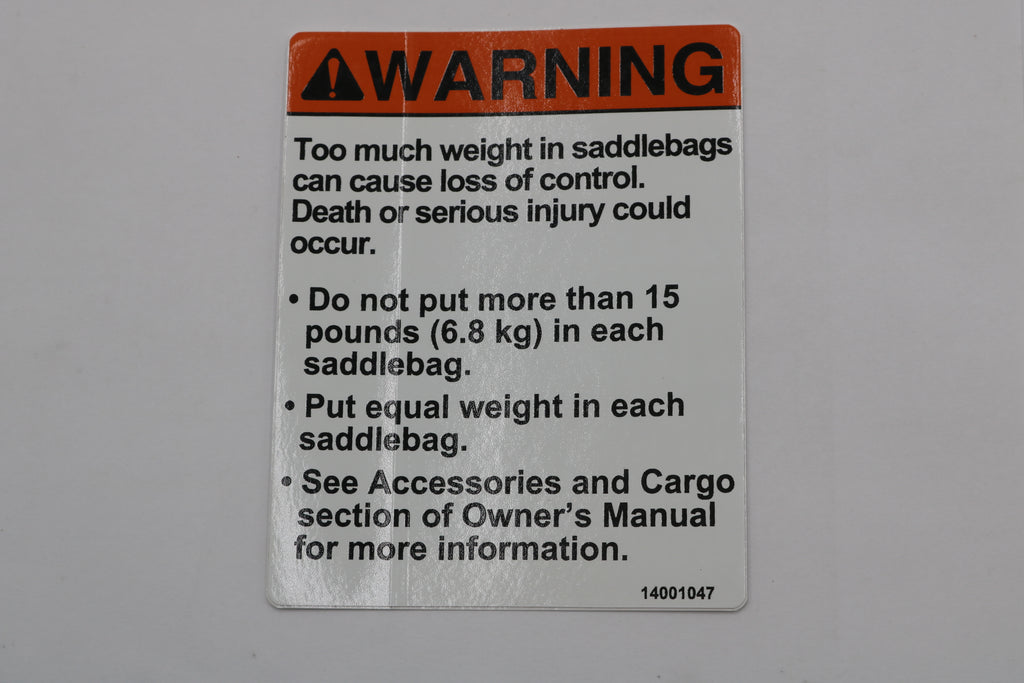 WARNING
Too much weight in saddlebags
can cause loss of control.
Death or serious injury could
occur.
• Do not put more than 15
pounds (6.8 kg) in each
saddlebag.
• Put equal weight in each
saddlebag.
• See Accessories and Cargo
section of Owner's Manual
for more information.
14001047